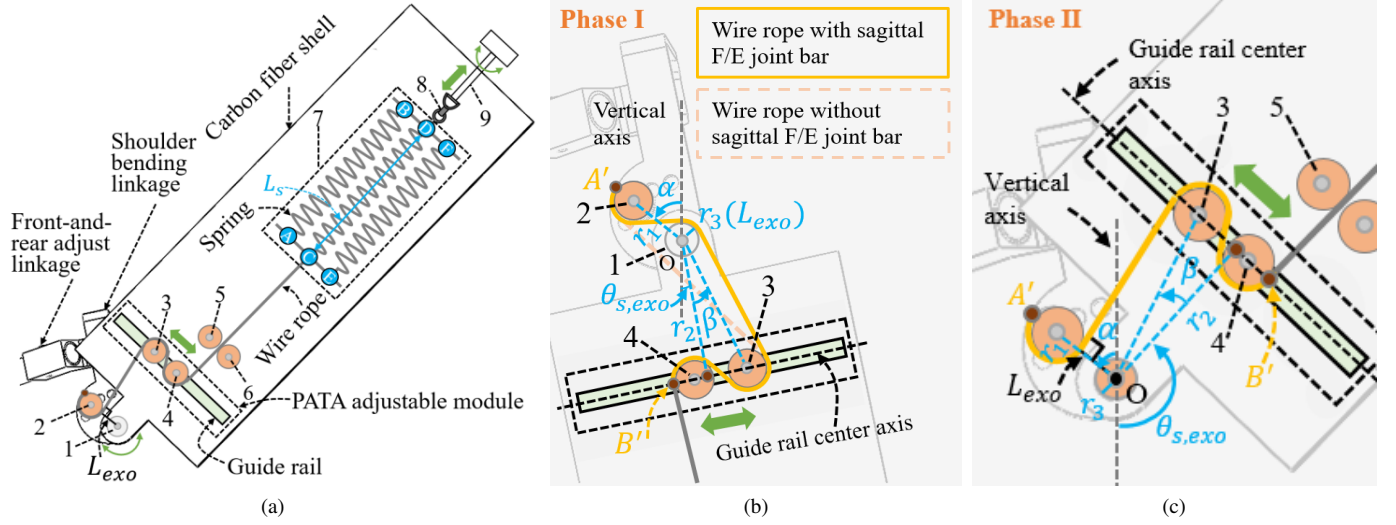 Carbon fiber shell
Shoulder
bending
linkage
Front-and-
rear adjust
linkage
7
8
9
B
D
F
L_s
Spring
A
C
E
Wire rope
3
5
4
6
2
1
L_exo
PATA adjustable module
Guide rail
(a)
Phase I
Wire rope with sagittal
F/E joint bar
Wire rope without
sagittal F/E joint bar
Vertical
axis
A'
2
α
r_1
r_3(L_exo)
1
O
θ_s,exo
r_2
β
3
4
B'
Guide rail center axis
(b)
Phase II
Guide rail center
axis
3
5
Vertical
axis
A'
α
β
r_1
r_2
4
B'
L_exo
r_3
O
θ_s,exo
(c)